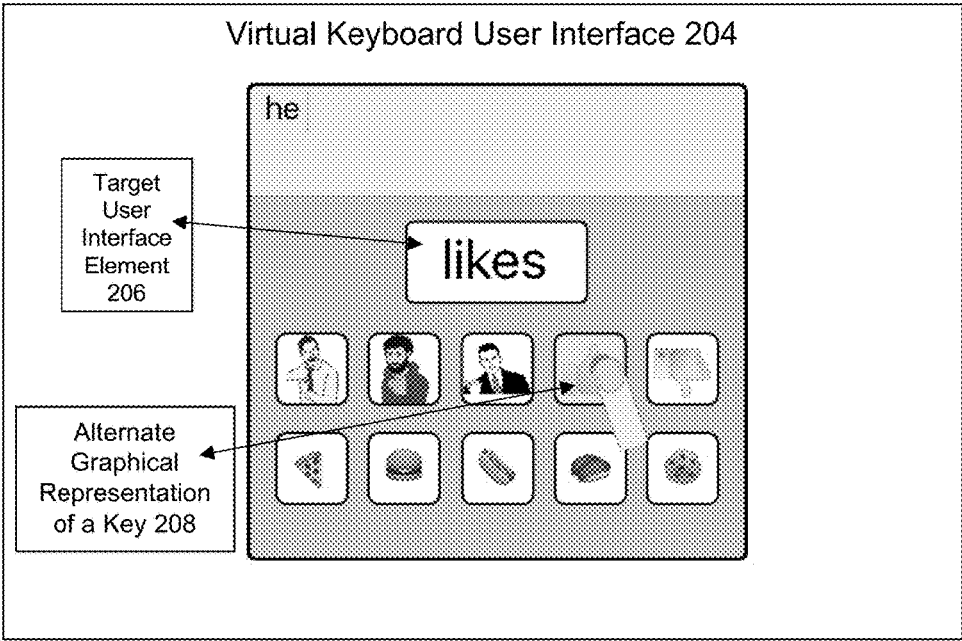 Virtual Keyboard User Interface 204
he
Target
User
Interface
Element
206
likes
Alternate
Graphical
Representation
of a Key 208